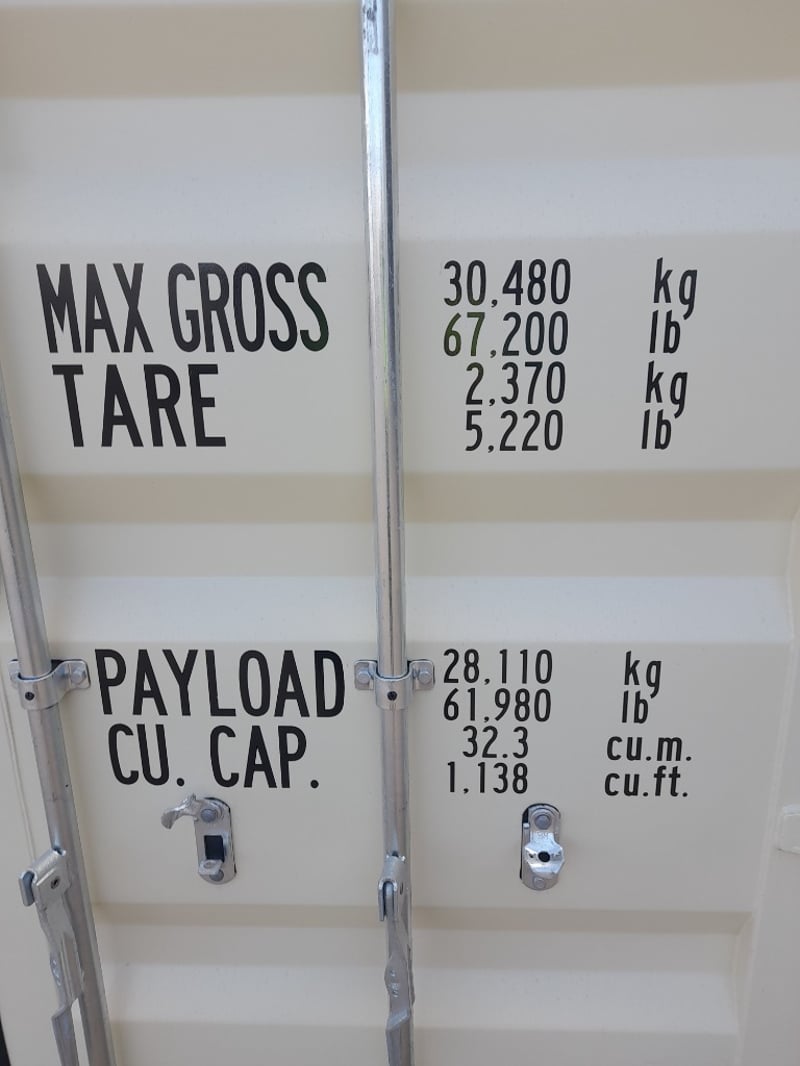 MAX GROSS 30,480 kg
67,200 lb
TARE 2,370 kg
5,220 lb
PAYLOAD 28,110 kg
61,980 lb
CU. CAP. 32.3 cu.m.
1,138 cu.ft.